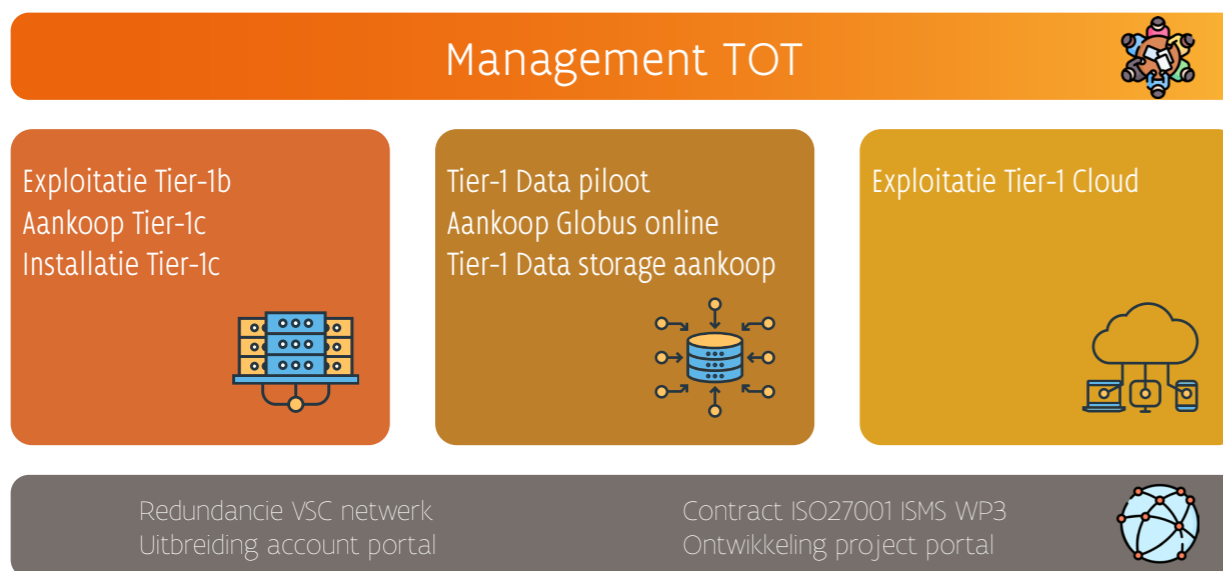 Management TOT
Exploitatie Tier-1b
Aankoop Tier-1c
Installatie Tier-1c
Tier-1 Data piloot
Aankoop Globus online
Tier-1 Data storage aankoop
Exploitatie Tier-1 Cloud
Redundancie VSC netwerk
Uitbreiding account portal
Contract ISO27001 ISMS WP3
Ontwikkeling project portal